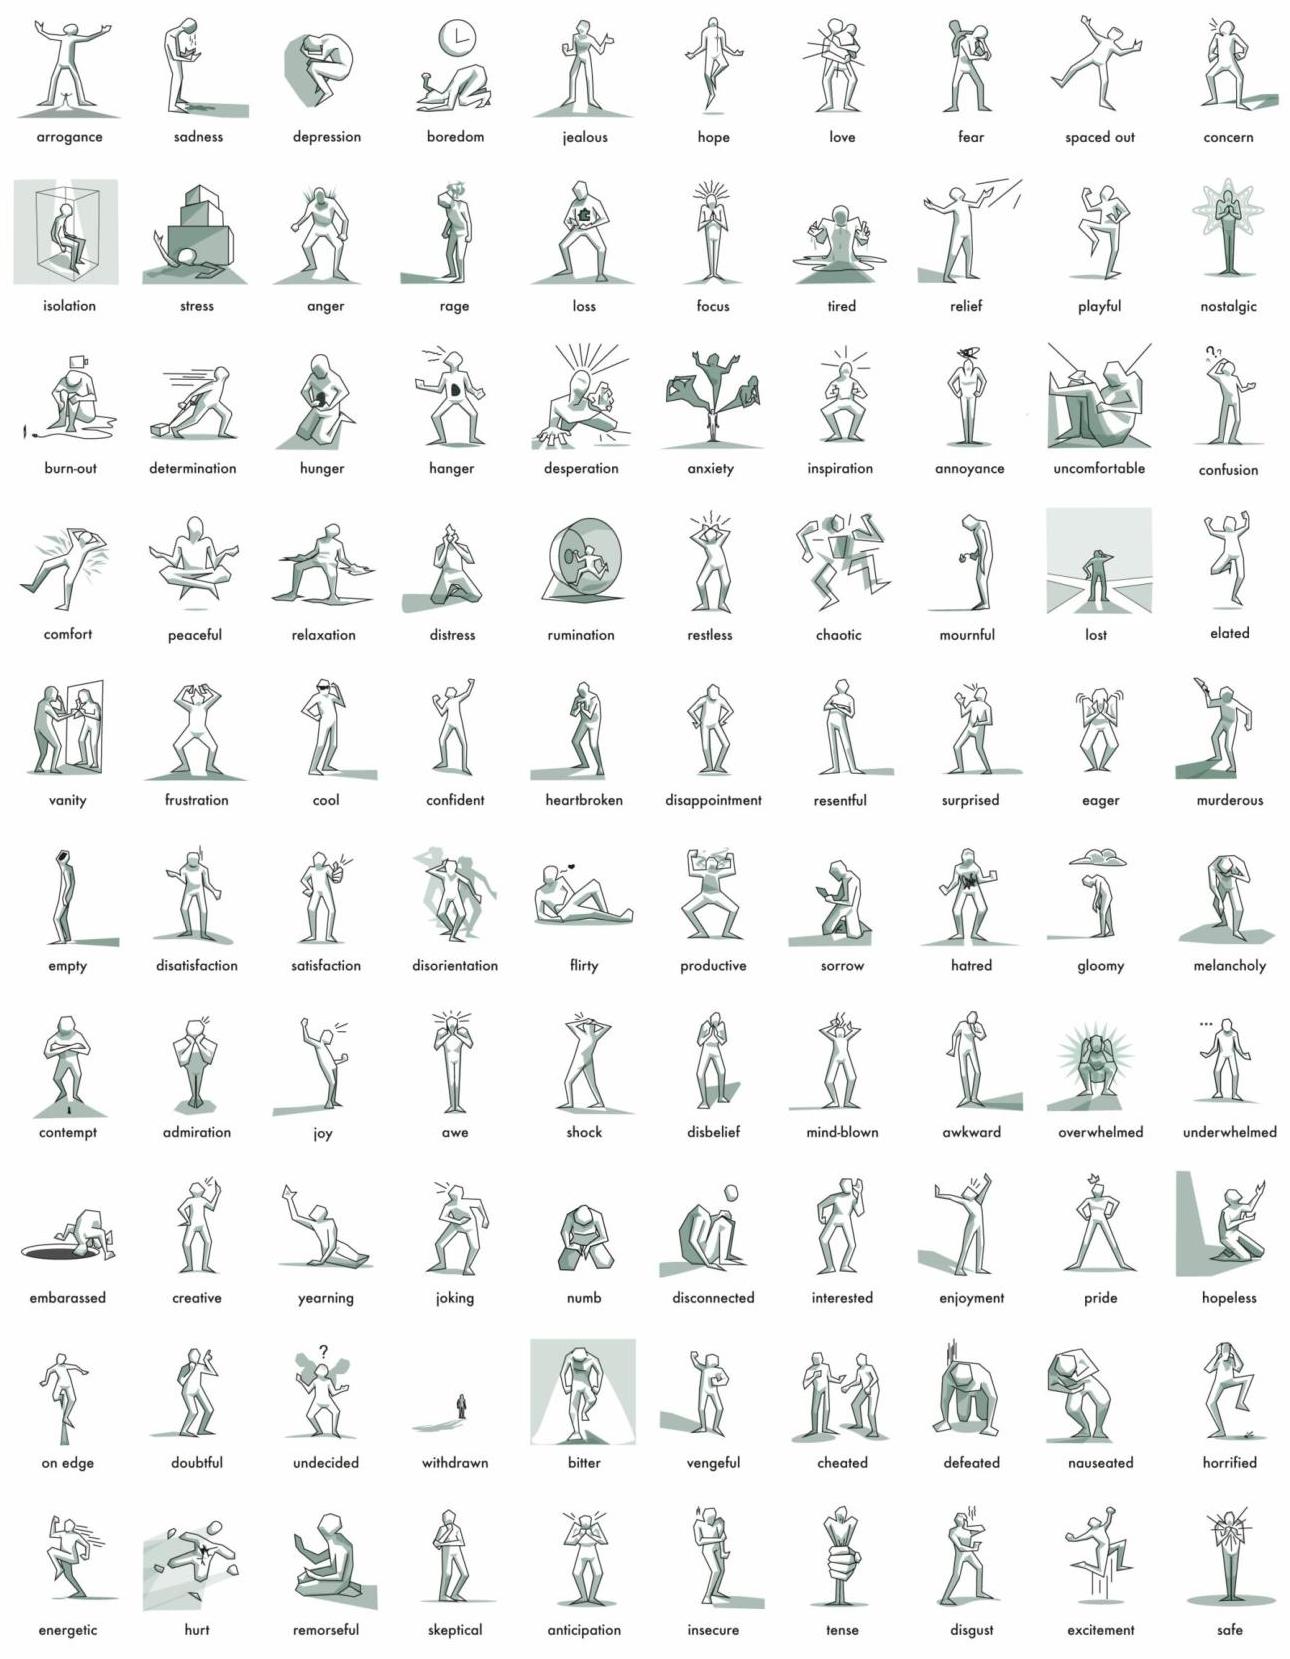 arrogance sadness depression boredom jealous hope love fear spaced out concern
isolation stress anger rage loss focus tired relief playful nostalgic
burn-out determination hunger hanger desperation anxiety inspiration annoyance uncomfortable confusion
comfort peaceful relaxation distress rumination restless chaotic mournful lost elated
vanity frustration cool confident heartbroken disappointment resentful surprised eager murderous
empty disatisfaction satisfaction disorientation flirty productive sorrow hatred gloomy melancholy
contempt admiration joy awe shock disbelief mind-blown awkward overwhelmed underwhelmed
embarassed creative yearning joking numb disconnected interested enjoyment pride hopeless
on edge doubtful undecided withdrawn bitter vengeful cheated defeated nauseated horrified
energetic hurt remorseful skeptical anticipation insecure tense disgust excitement safe